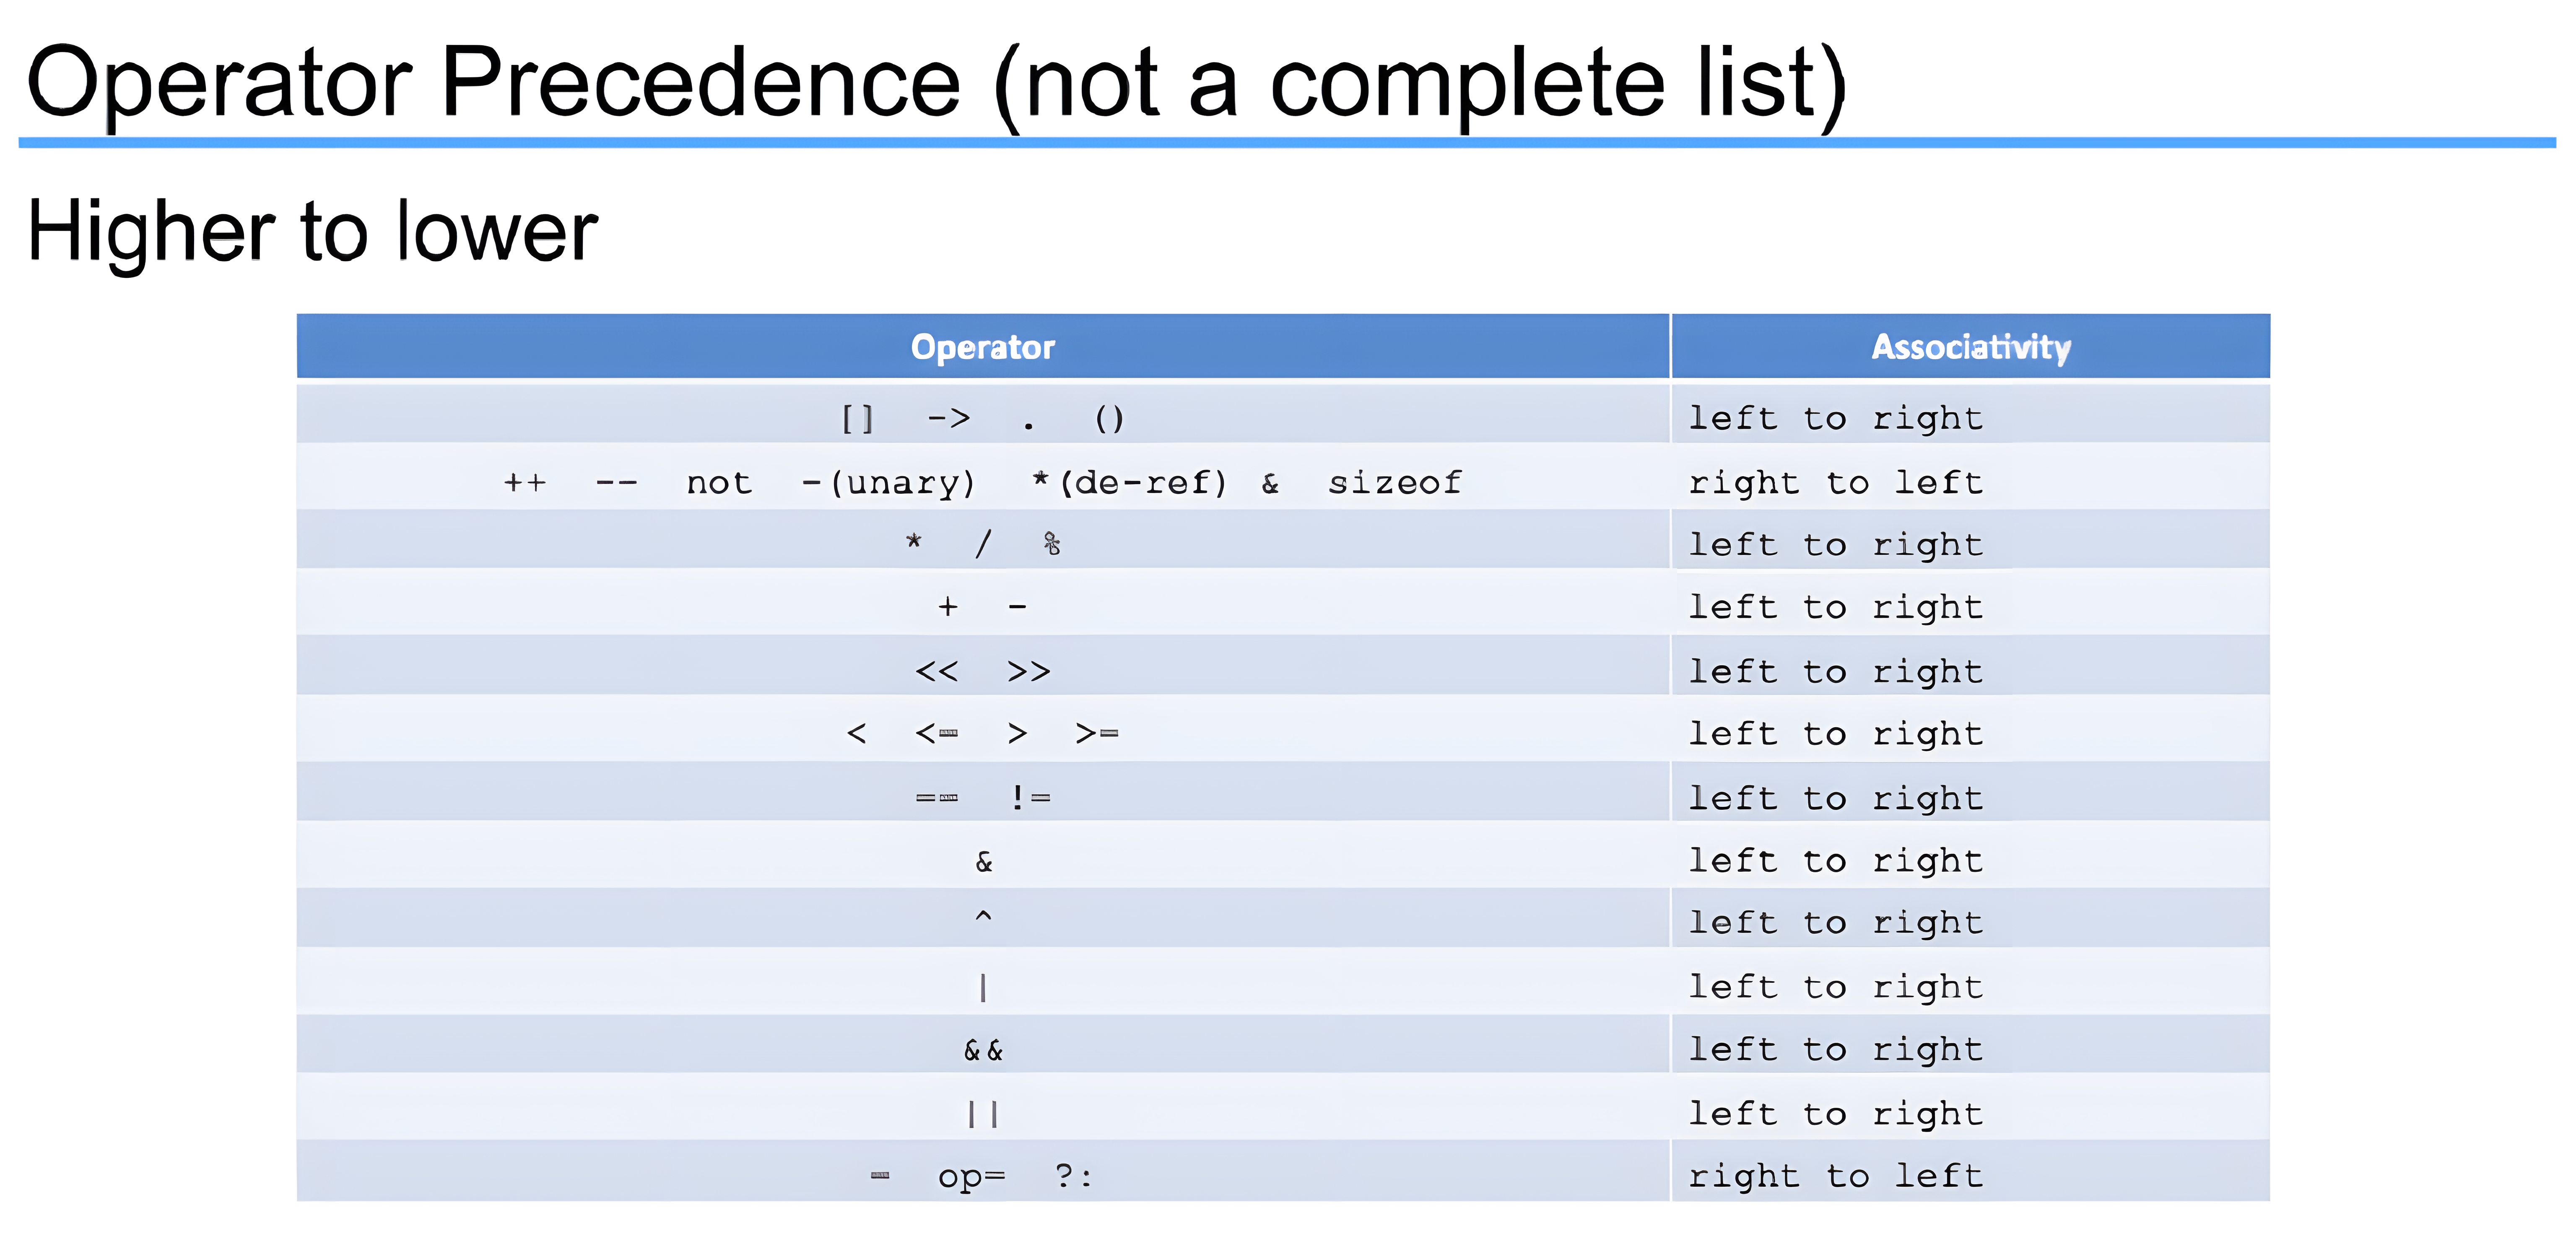 Operator Precedence (not a complete list)
Higher to lower
Operator Associativity
[] -> . () left to right
++ -- not -(unary) *(de-ref) & sizeof right to left
* / % left to right
+ - left to right
<< >> left to right
< <= > >= left to right
== != left to right
& left to right
^ left to right
| left to right
&& left to right
|| left to right
= op= ?: right to left